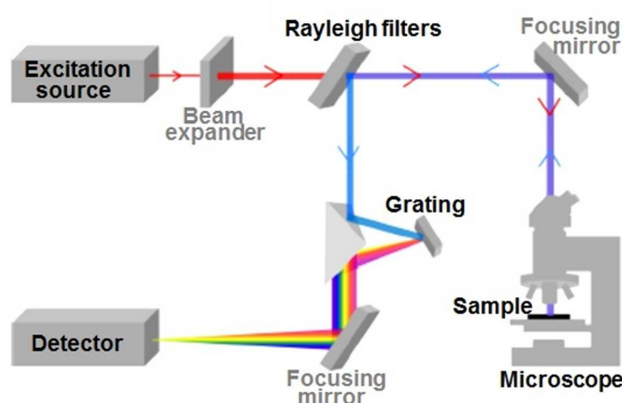 Rayleigh filters
Focusing
mirror
Excitation
source
Beam
expander
Grating
Sample
Detector
Focusing
mirror
Microscope